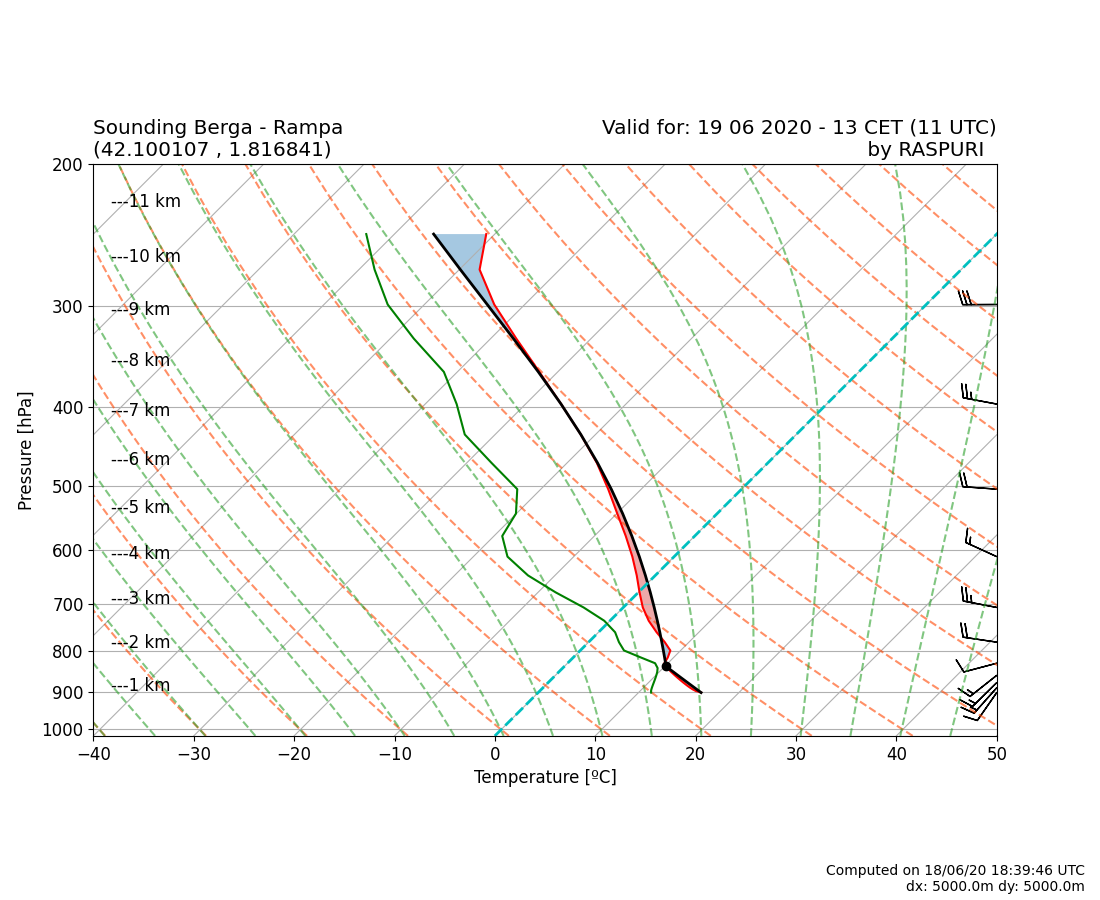 Sounding Berga - Rampa
(42.100107 , 1.816841)
Valid for: 19 06 2020 - 13 CET (11 UTC)
by RASPURI
200
300
400
500
600
700
800
900
1000
Pressure [hPa]
---11 km
---10 km
---9 km
---8 km
---7 km
---6 km
---5 km
---4 km
---3 km
---2 km
---1 km
−40 −30 −20 −10 0 10 20 30 40 50
Temperature [ºC]
Computed on 18/06/20 18:39:46 UTC
dx: 5000.0m dy: 5000.0m